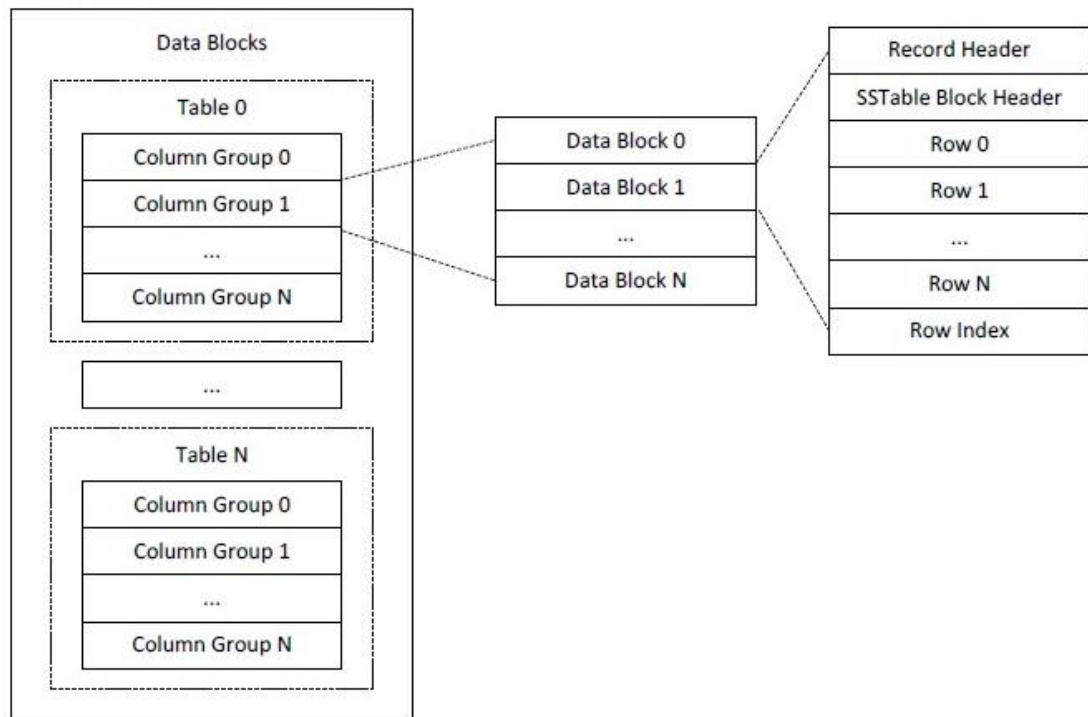 Data Blocks
Table 0
Column Group 0
Column Group 1
...
Column Group N
...
Table N
Column Group 0
Column Group 1
...
Column Group N
Data Block 0
Data Block 1
...
Data Block N
Record Header
SSTable Block Header
Row 0
Row 1
...
Row N
Row Index